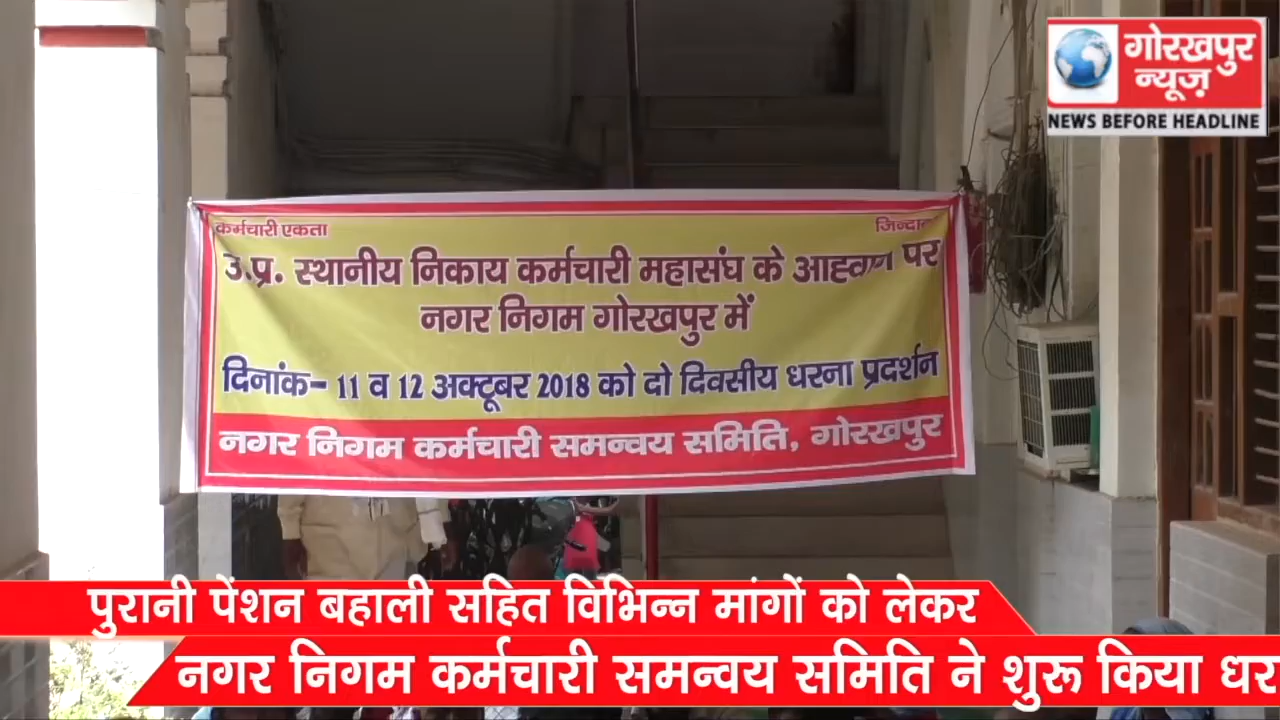 गोरखपुर
न्यूज़
NEWS BEFORE HEADLINE
कर्मचारी एकता
उ.प्र. स्थानीय निकाय कर्मचारी महासंघ के आह्वान पर
नगर निगम गोरखपुर में
दिनांक- 11 व 12 अक्टूबर 2018 को दो दिवसीय धरना प्रदर्शन
नगर निगम कर्मचारी समन्वय समिति, गोरखपुर
पुरानी पेंशन बहाली सहित विभिन्न मांगों को लेकर
नगर निगम कर्मचारी समन्वय समिति ने शुरू किया धर